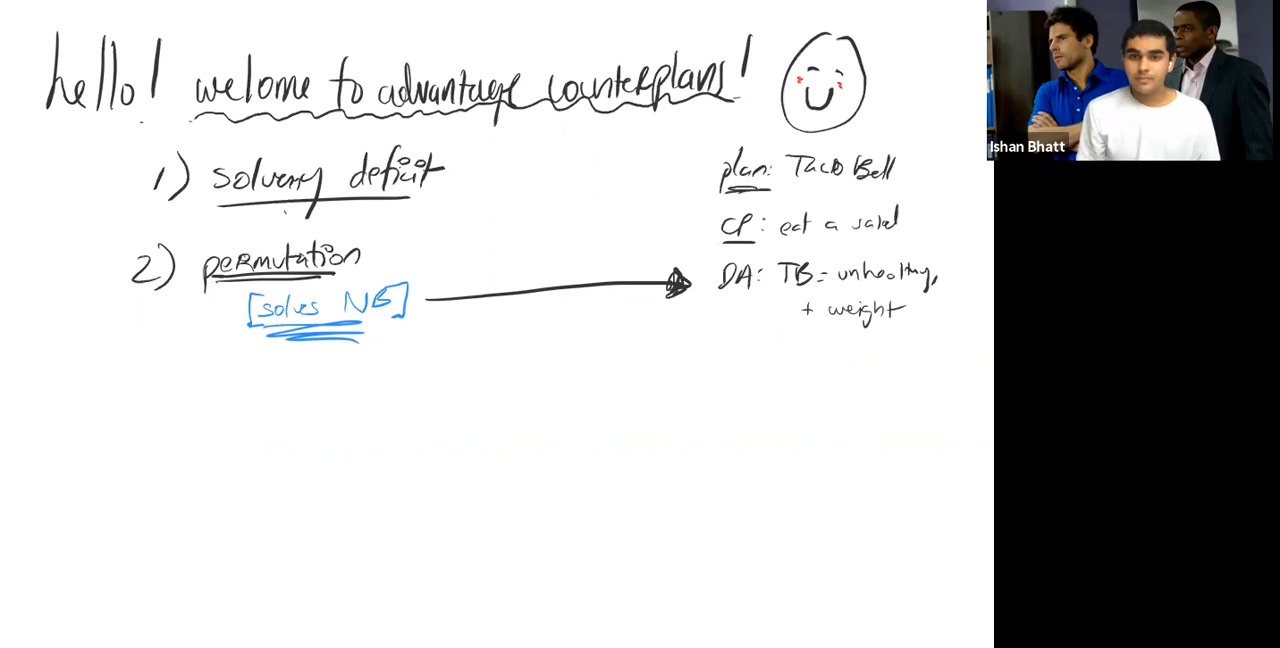 hello! welome to advantage counterplans!
1) solvency deficit
2) permutation
[solves NB]
plan: Taco Bell
CP: eat a salad
DA: TB = unhealthy,
+ weight
Ishan Bhatt